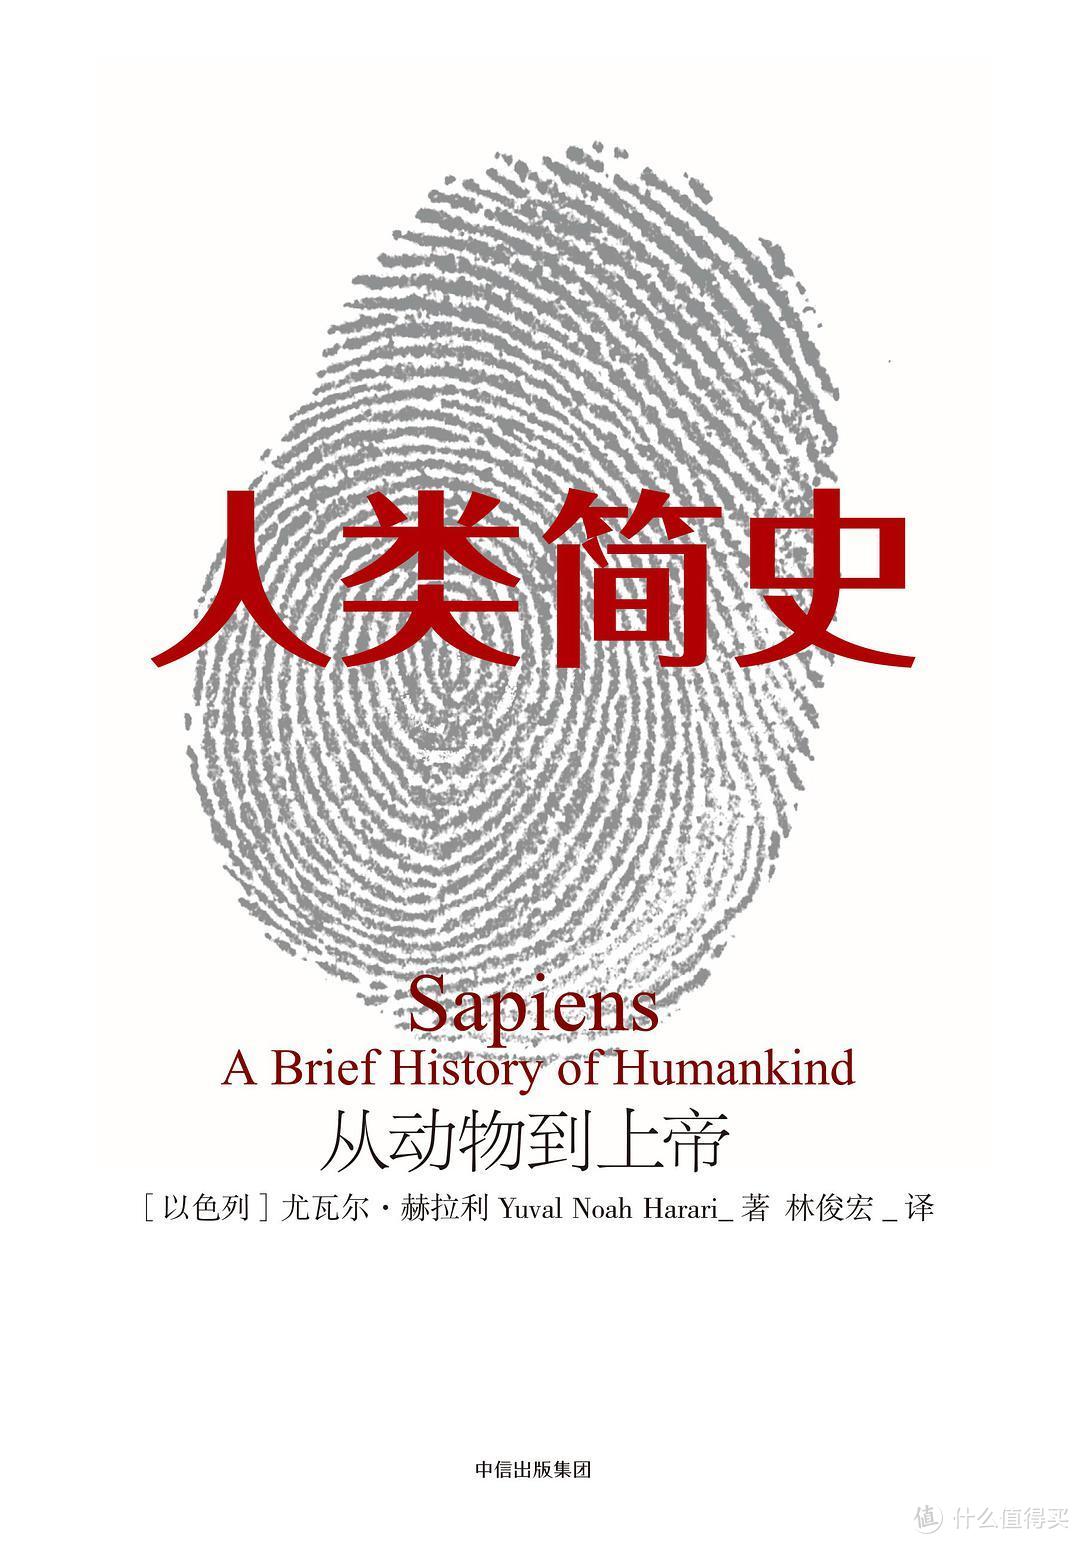 人类简史
Sapiens
A Brief History of Humankind
从动物到上帝
[以色列] 尤瓦尔·赫拉利 Yuval Noah Harari_ 著 林俊宏 _ 译
中信出版集团
值 什么值得买